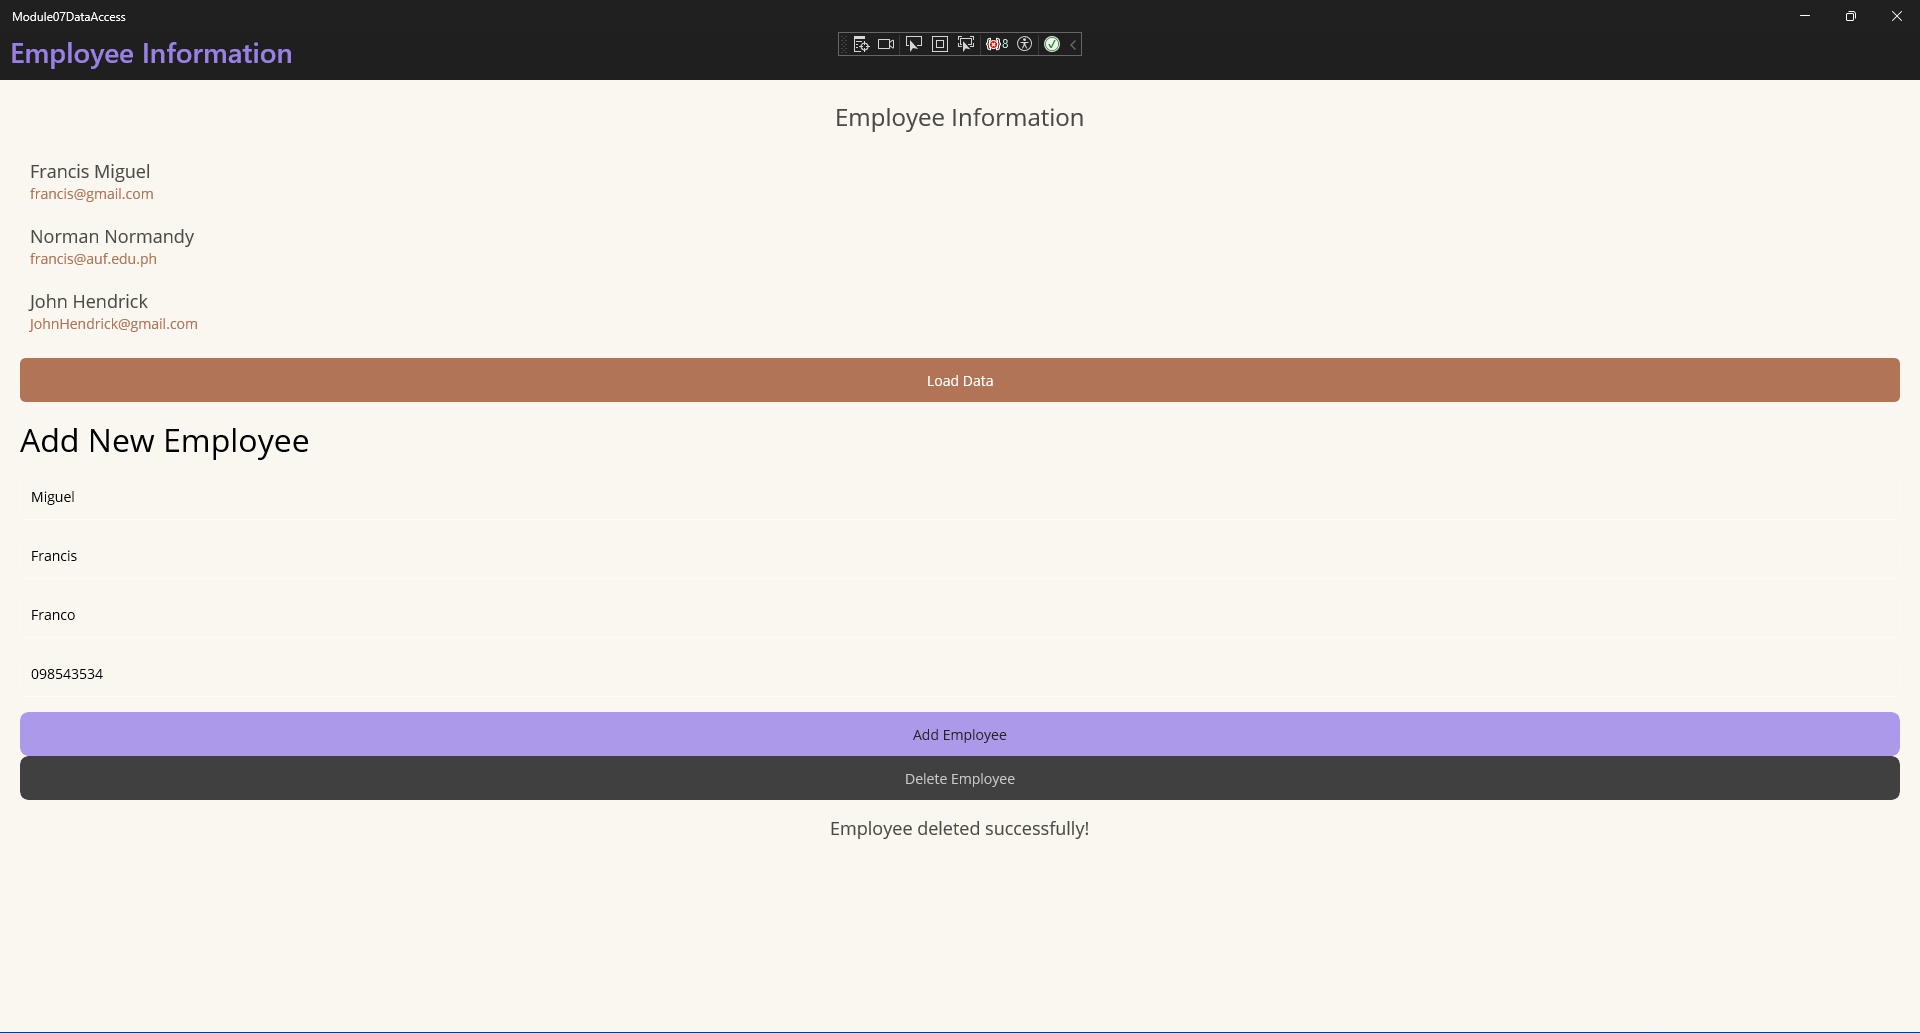 Module07DataAccess
Employee Information
8
Employee Information
Francis Miguel
francis@gmail.com
Norman Normandy
francis@auf.edu.ph
John Hendrick
JohnHendrick@gmail.com
Load Data
Add New Employee
Miguel
Francis
Franco
098543534
Add Employee
Delete Employee
Employee deleted successfully!